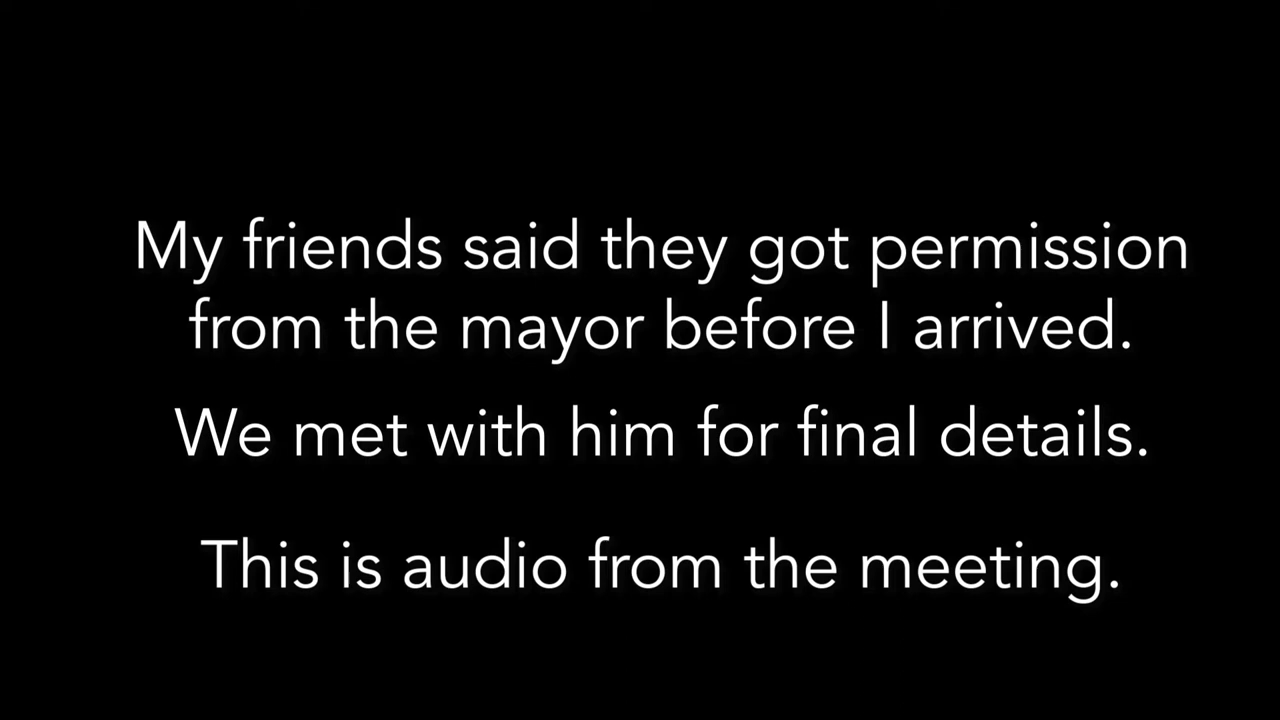 My friends said they got permission
from the mayor before I arrived.
We met with him for final details.
This is audio from the meeting.